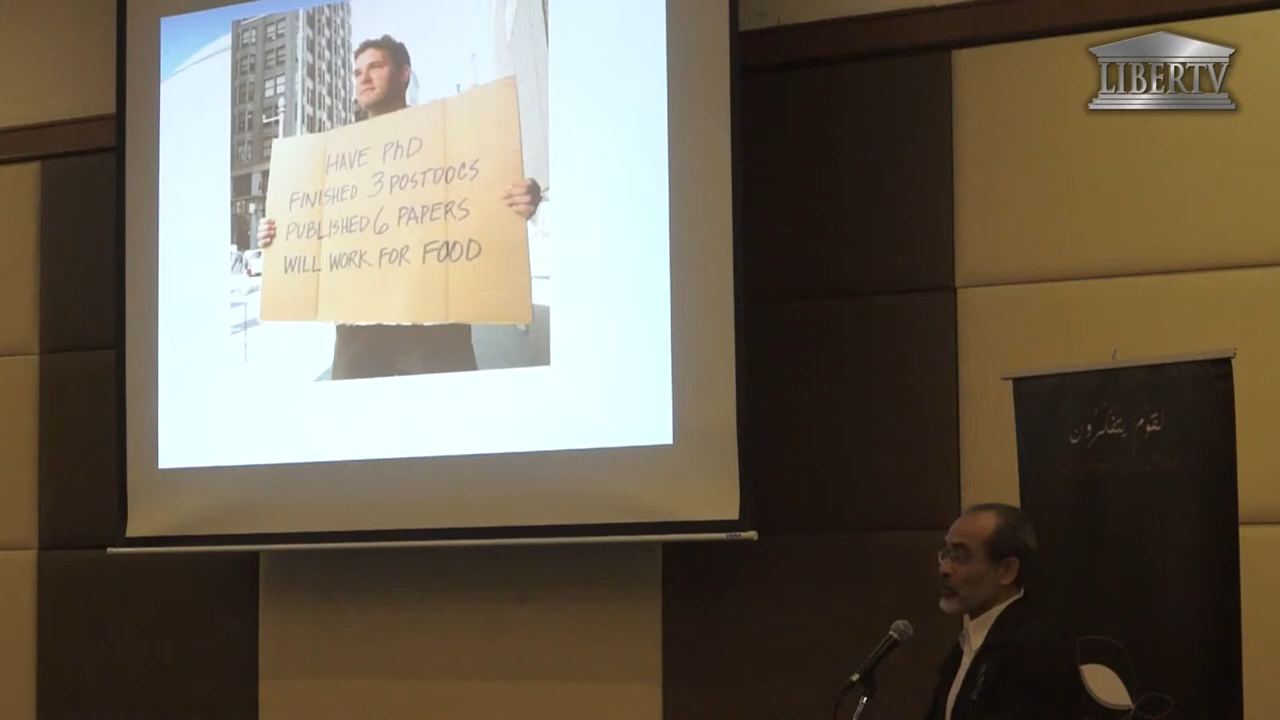 LIBERTV
HAVE PhD
FINISHED 3 POSTDOCS
PUBLISHED 6 PAPERS
WILL WORK FOR FOOD
لقوم يتفكرون